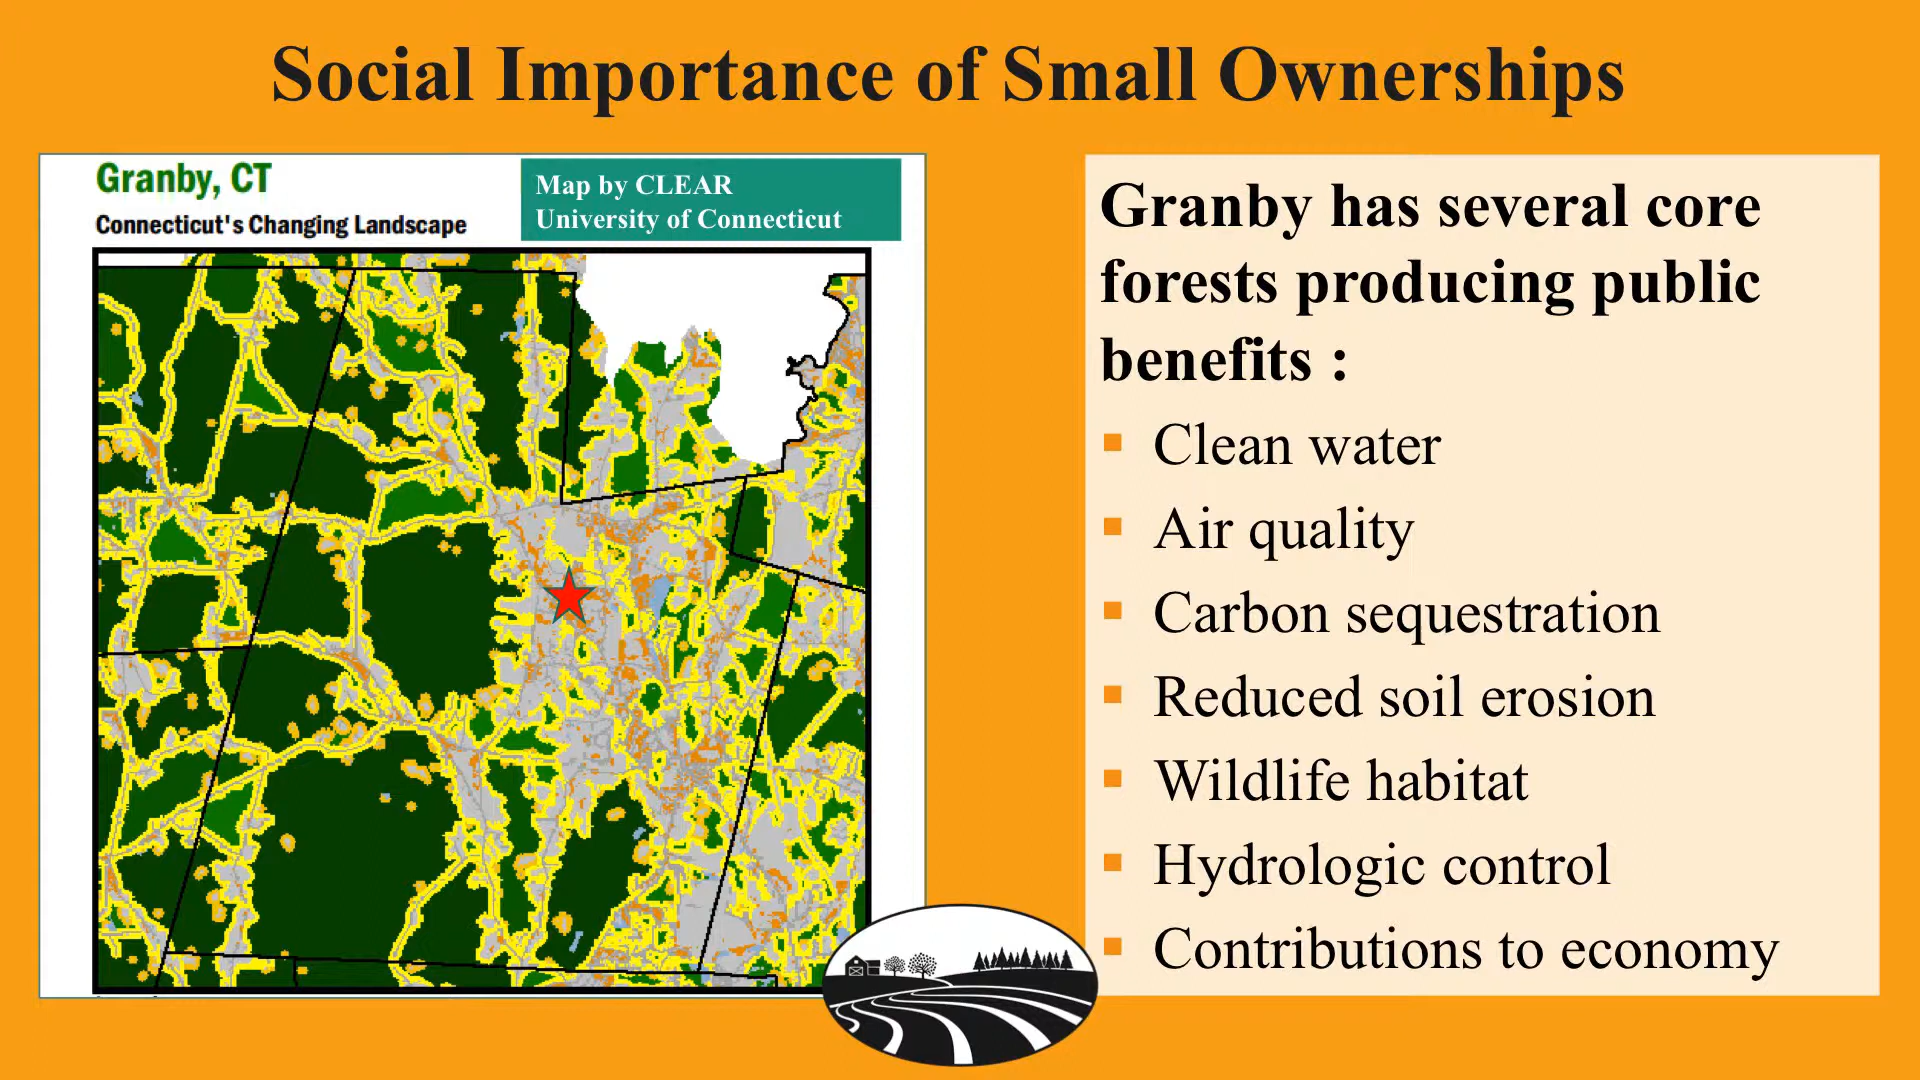 Social Importance of Small Ownerships
Granby, CT
Connecticut's Changing Landscape
Map by CLEAR
University of Connecticut
Granby has several core
forests producing public
benefits :
Clean water
Air quality
Carbon sequestration
Reduced soil erosion
Wildlife habitat
Hydrologic control
Contributions to economy